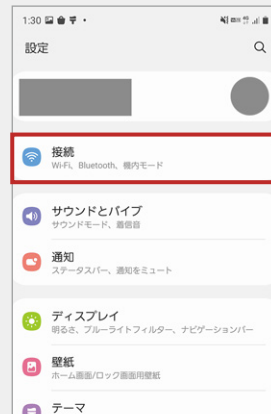 1:30
設定
接続
Wi-Fi、Bluetooth、機内モード
サウンドとバイブ
サウンドモード、着信音
通知
ステータスバー、通知をミュート
ディスプレイ
明るさ、ブルーライトフィルター、ナビゲーションバー
壁紙
ホーム画面/ロック画面用壁紙
テーマ